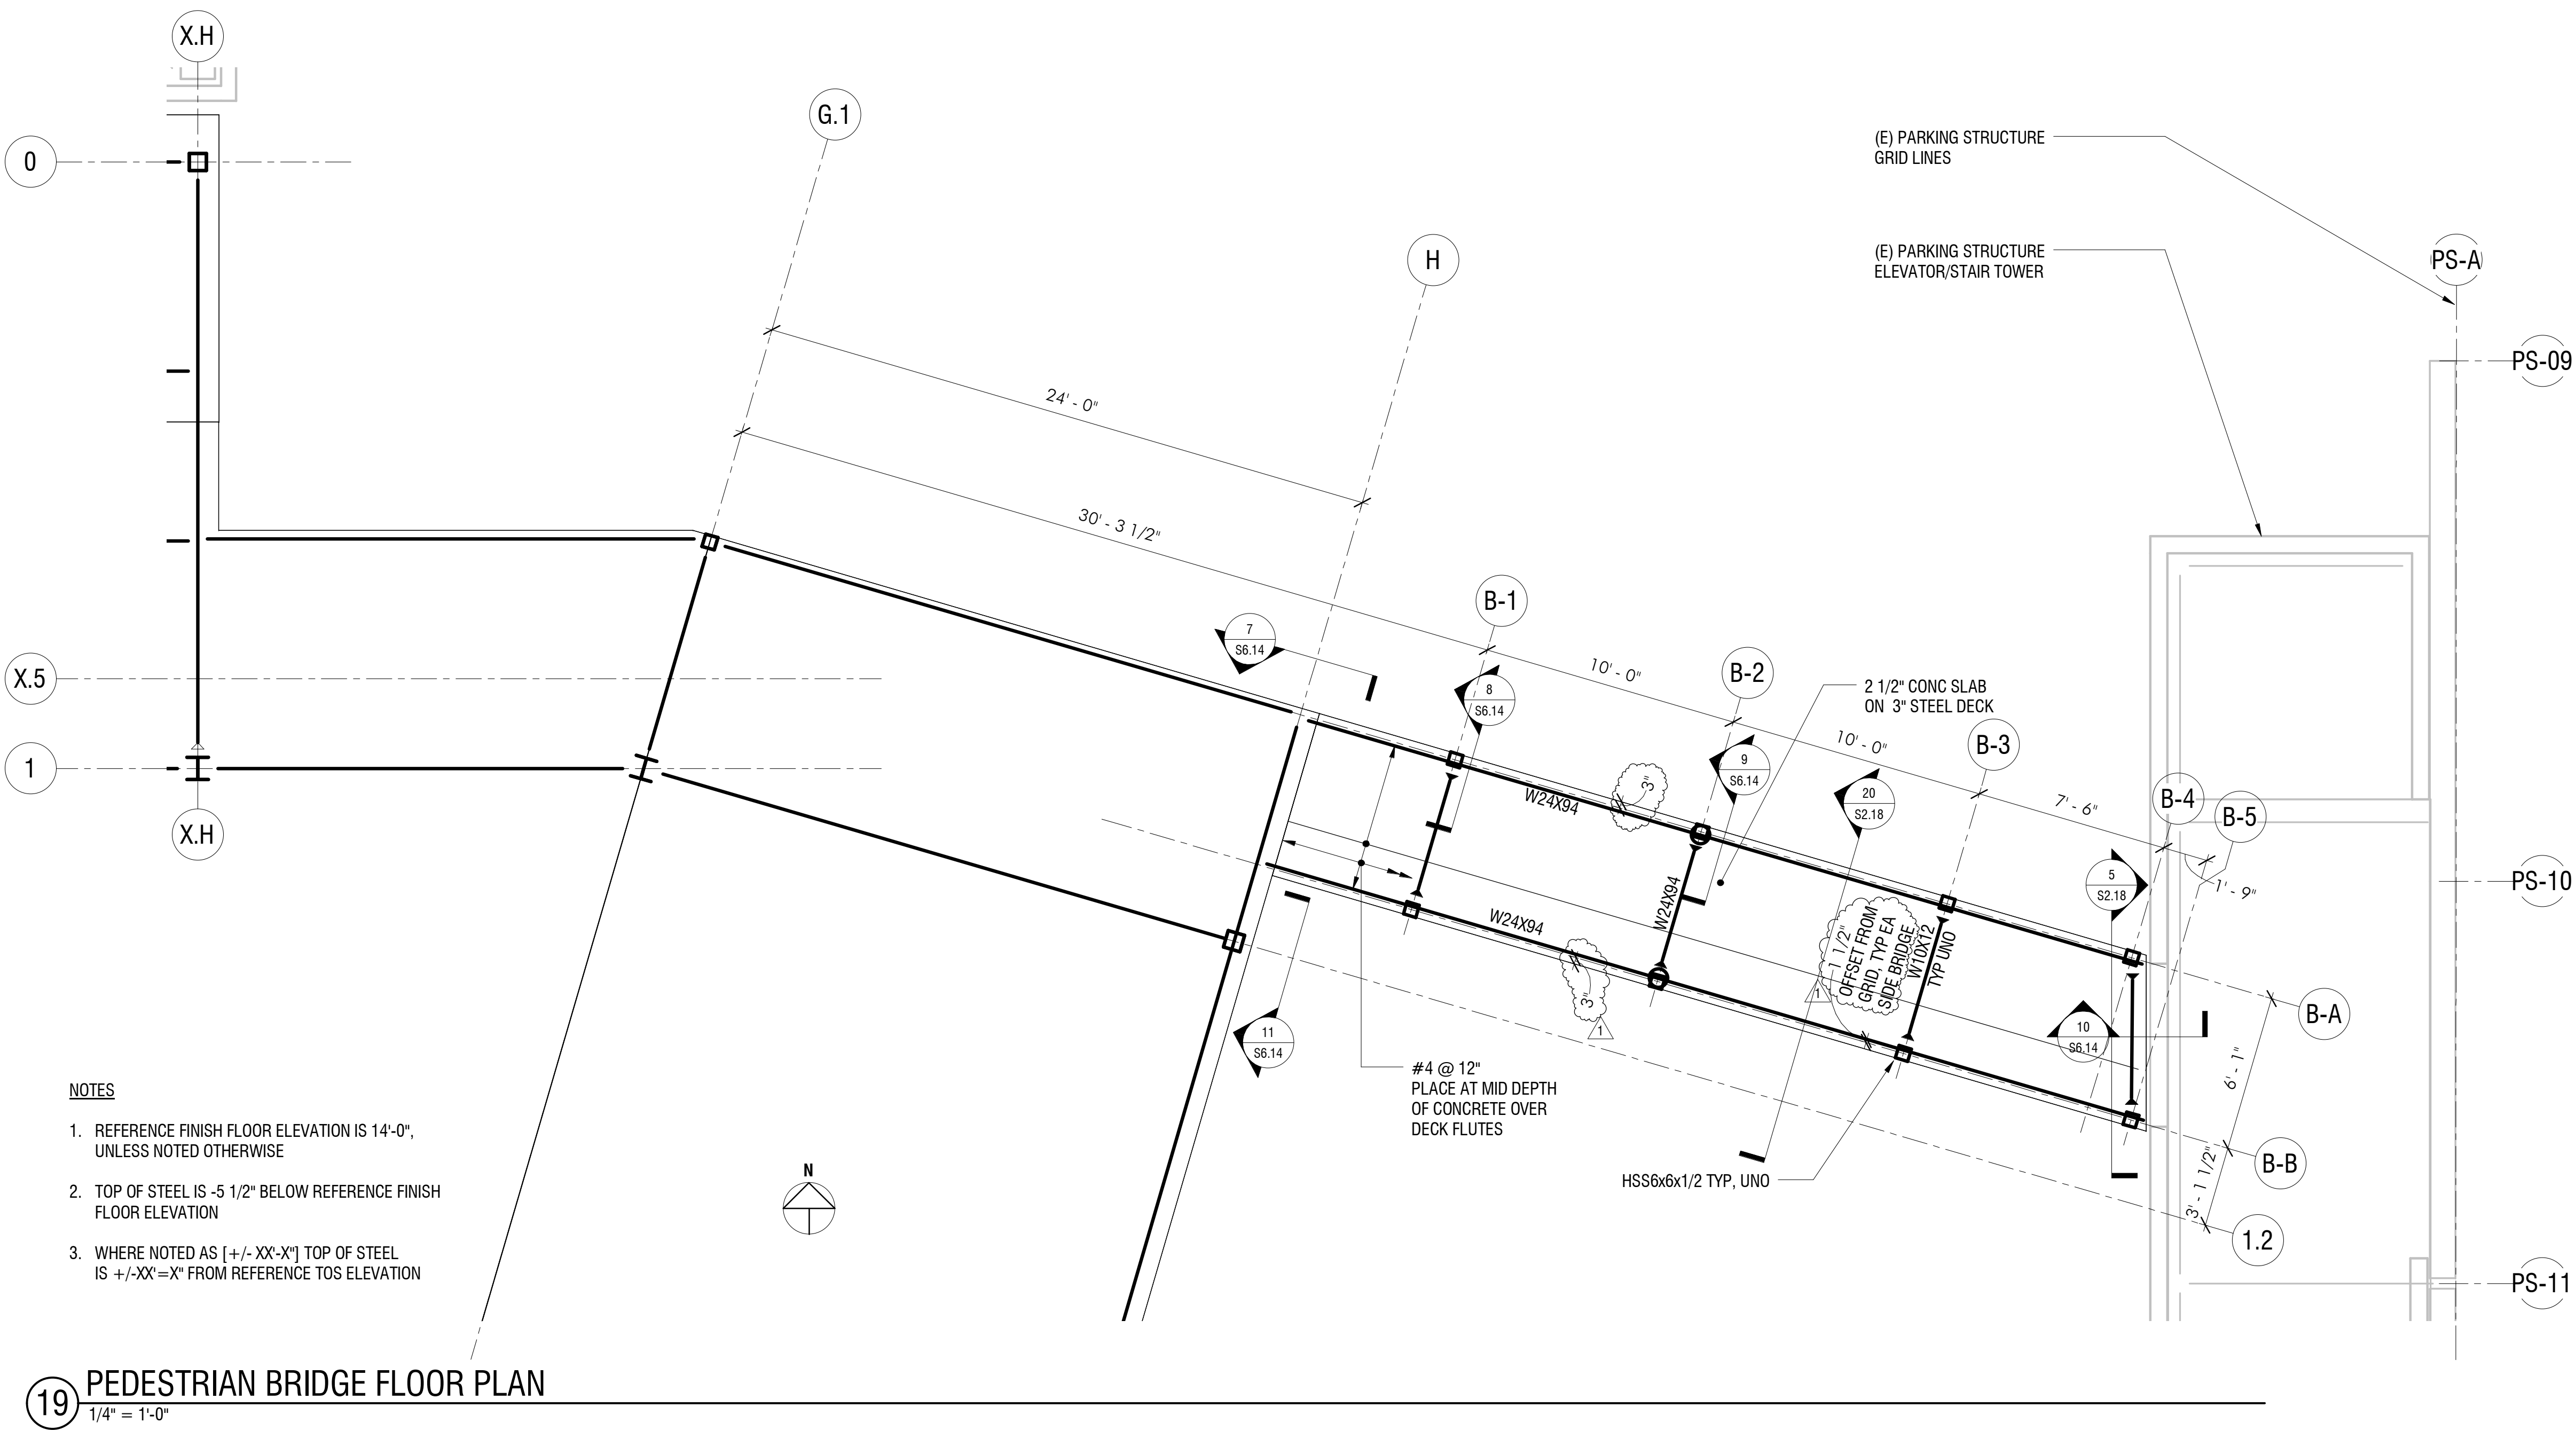 X.H
G.1
0
(E) PARKING STRUCTURE
GRID LINES
H
(E) PARKING STRUCTURE
ELEVATOR/STAIR TOWER
PS-A
PS-09
24' - 0"
30' - 3 1/2"
B-1
7
S6.14
10' - 0"
B-2
X.5
8
S6.14
2 1/2" CONC SLAB
ON 3" STEEL DECK
10' - 0"
B-3
1
9
S6.14
3"
W24X94
20
S2.18
7' - 6"
B-4
B-5
X.H
5
S2.18
1' - 9"
PS-10
W24X94
W24X94
3"
1
1 1/2"
OFFSET FROM
GRID, TYP EA
SIDE BRIDGE
1
W10X12
TYP UNO
B-A
11
S6.14
10
S6.14
6' - 1"
#4 @ 12"
PLACE AT MID DEPTH
OF CONCRETE OVER
DECK FLUTES
B-B
3' - 1 1/2"
HSS6x6x1/2 TYP, UNO
1.2
PS-11
NOTES
1. REFERENCE FINISH FLOOR ELEVATION IS 14'-0",
UNLESS NOTED OTHERWISE
2. TOP OF STEEL IS -5 1/2" BELOW REFERENCE FINISH
FLOOR ELEVATION
3. WHERE NOTED AS [+/- XX'-X"] TOP OF STEEL
IS +/-XX'=X" FROM REFERENCE TOS ELEVATION
N
19
PEDESTRIAN BRIDGE FLOOR PLAN
1/4" = 1'-0"